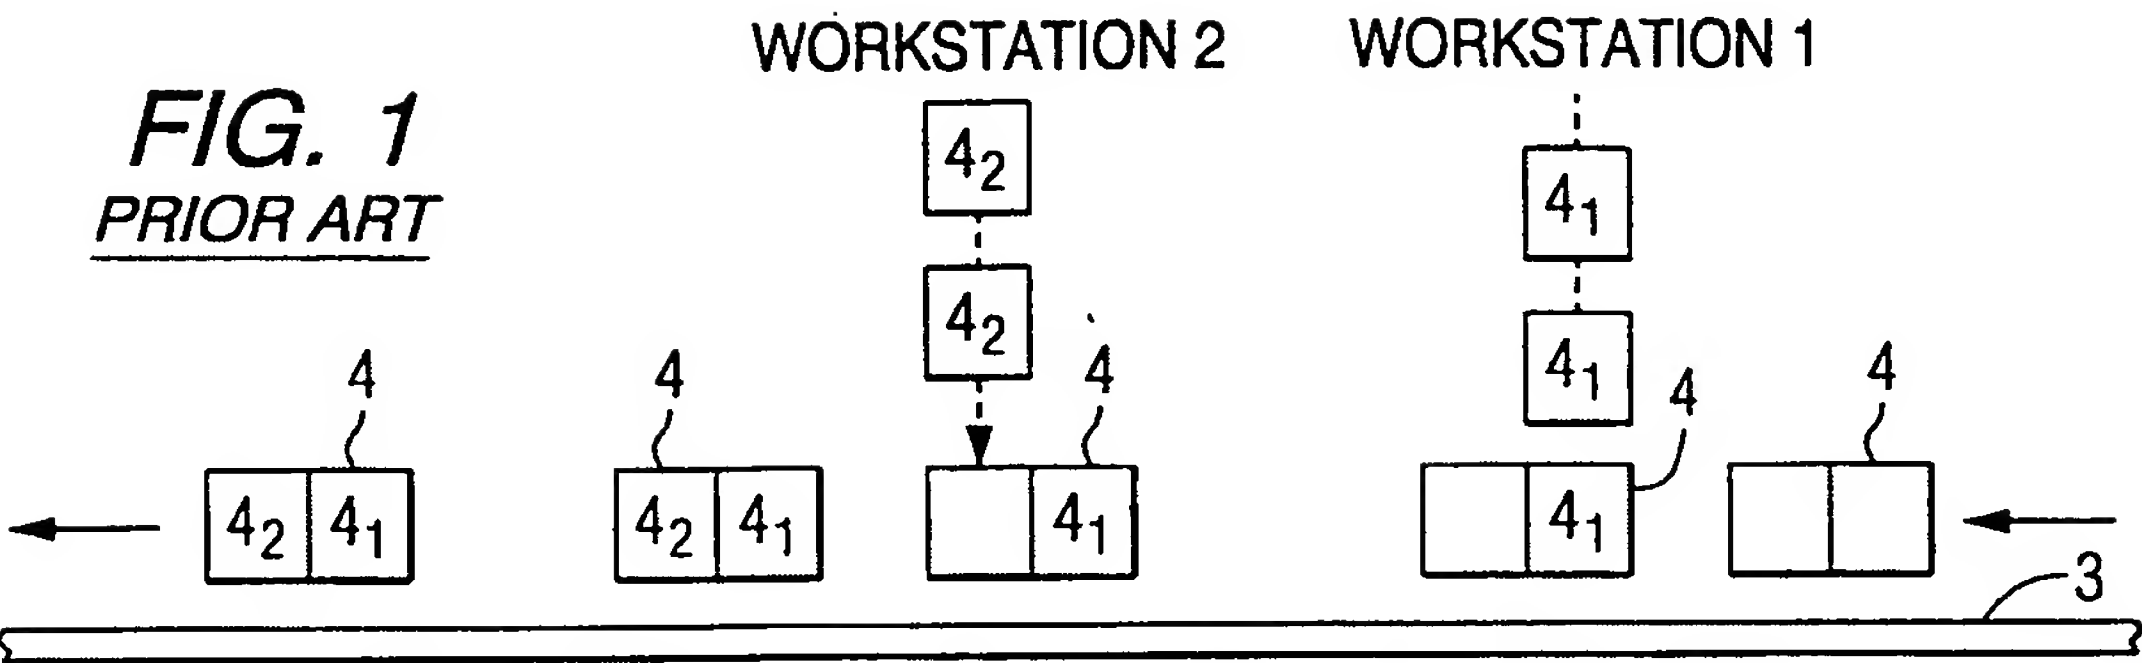 WORKSTATION 2 WORKSTATION 1
FIG. 1
PRIOR ART
4₂
4₁
4₂
4₁
4 4 4 4 4
4₂ 4₁ 4₂ 4₁ 4₁ 4₁
3